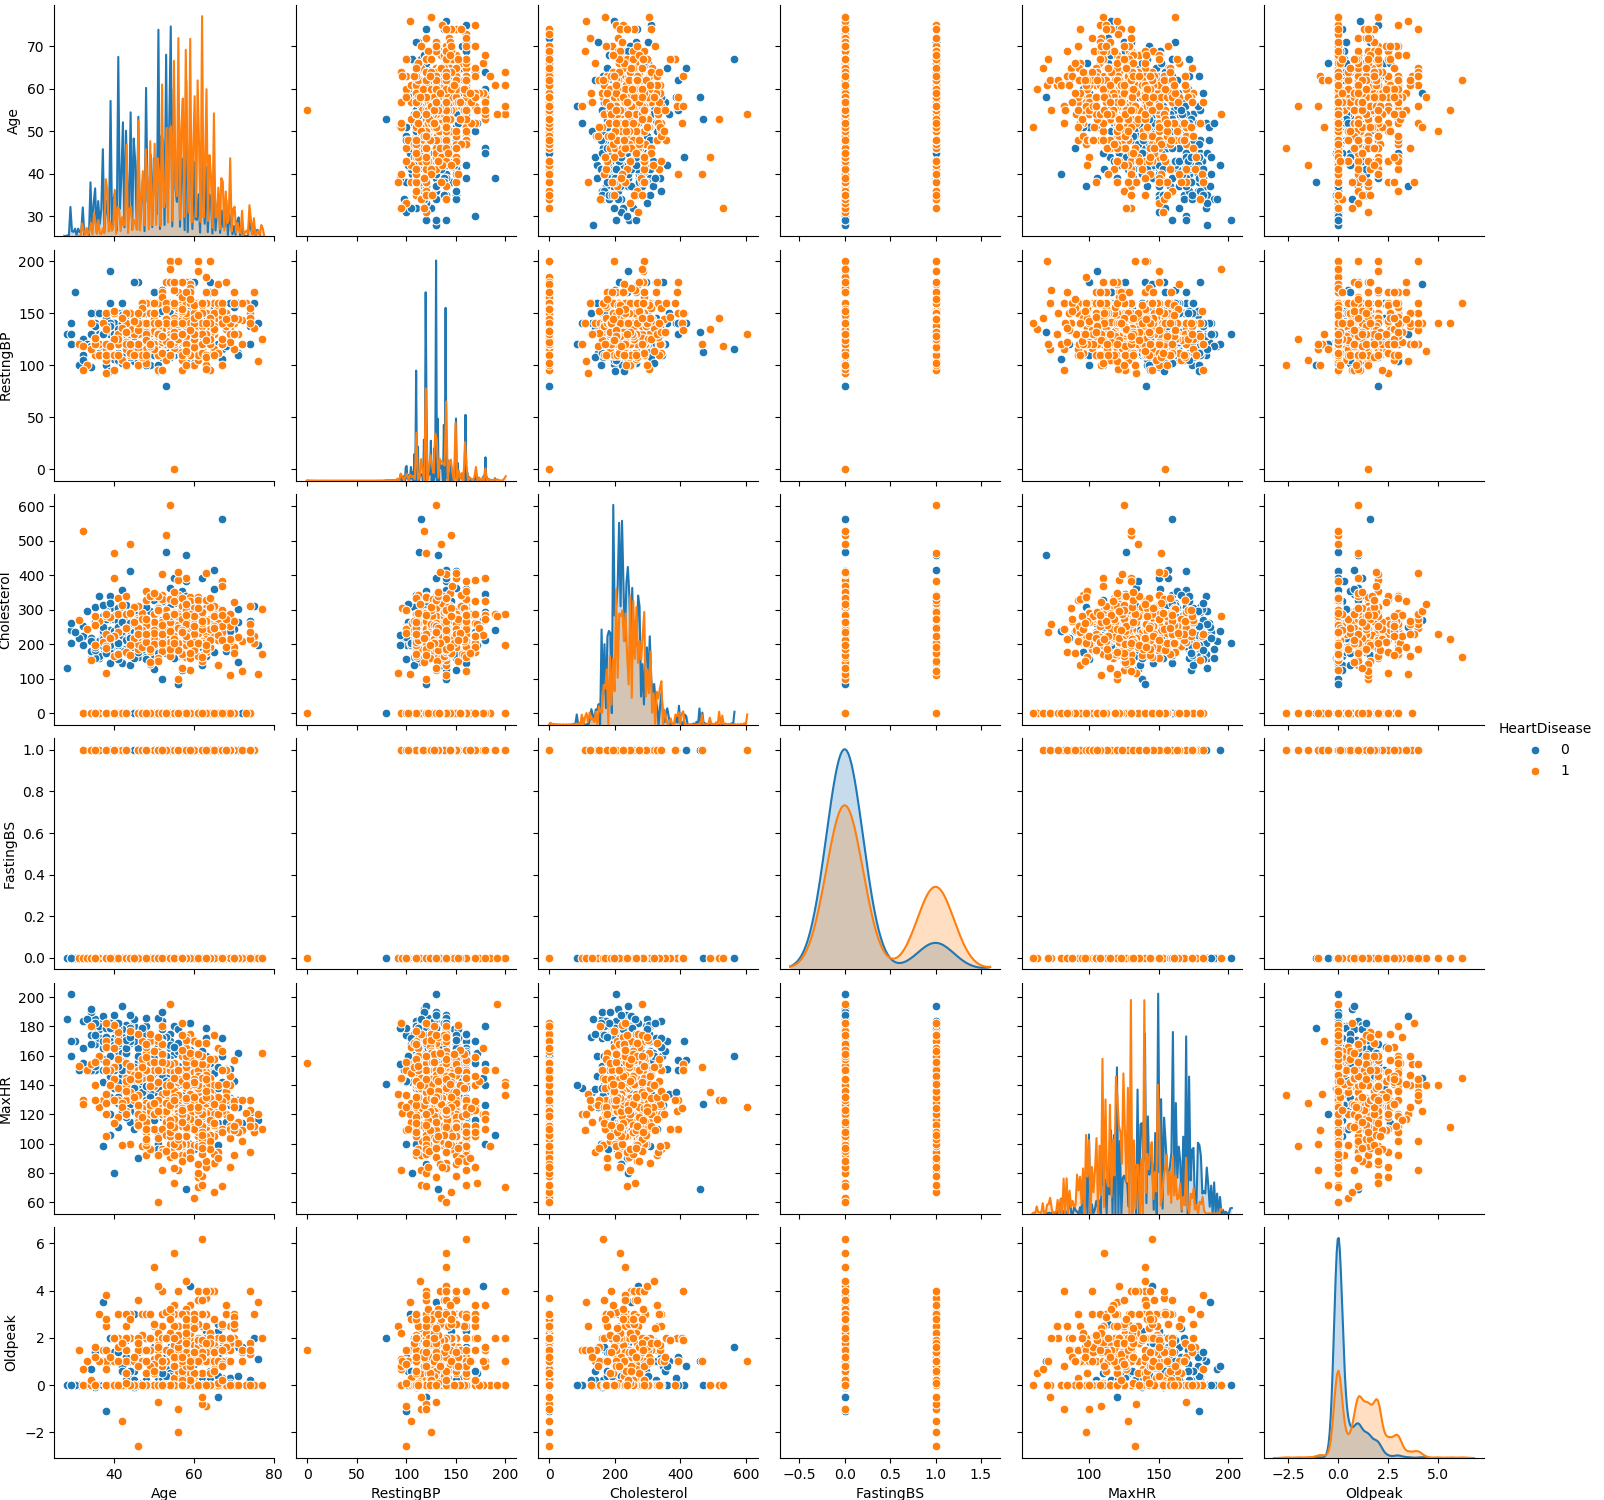 70
60
50
40
30
Age
200
150
100
50
0
RestingBP
600
500
400
300
200
100
0
Cholesterol
HeartDisease
0
1
1.0
0.8
0.6
0.4
0.2
0.0
FastingBS
200
180
160
140
120
100
80
60
MaxHR
6
4
2
0
−2
Oldpeak
40 60 80
0 50 100 150 200
0 200 400 600
−0.5 0.0 0.5 1.0 1.5
100 150 200
−2.5 0.0 2.5 5.0
Age RestingBP Cholesterol FastingBS MaxHR Oldpeak